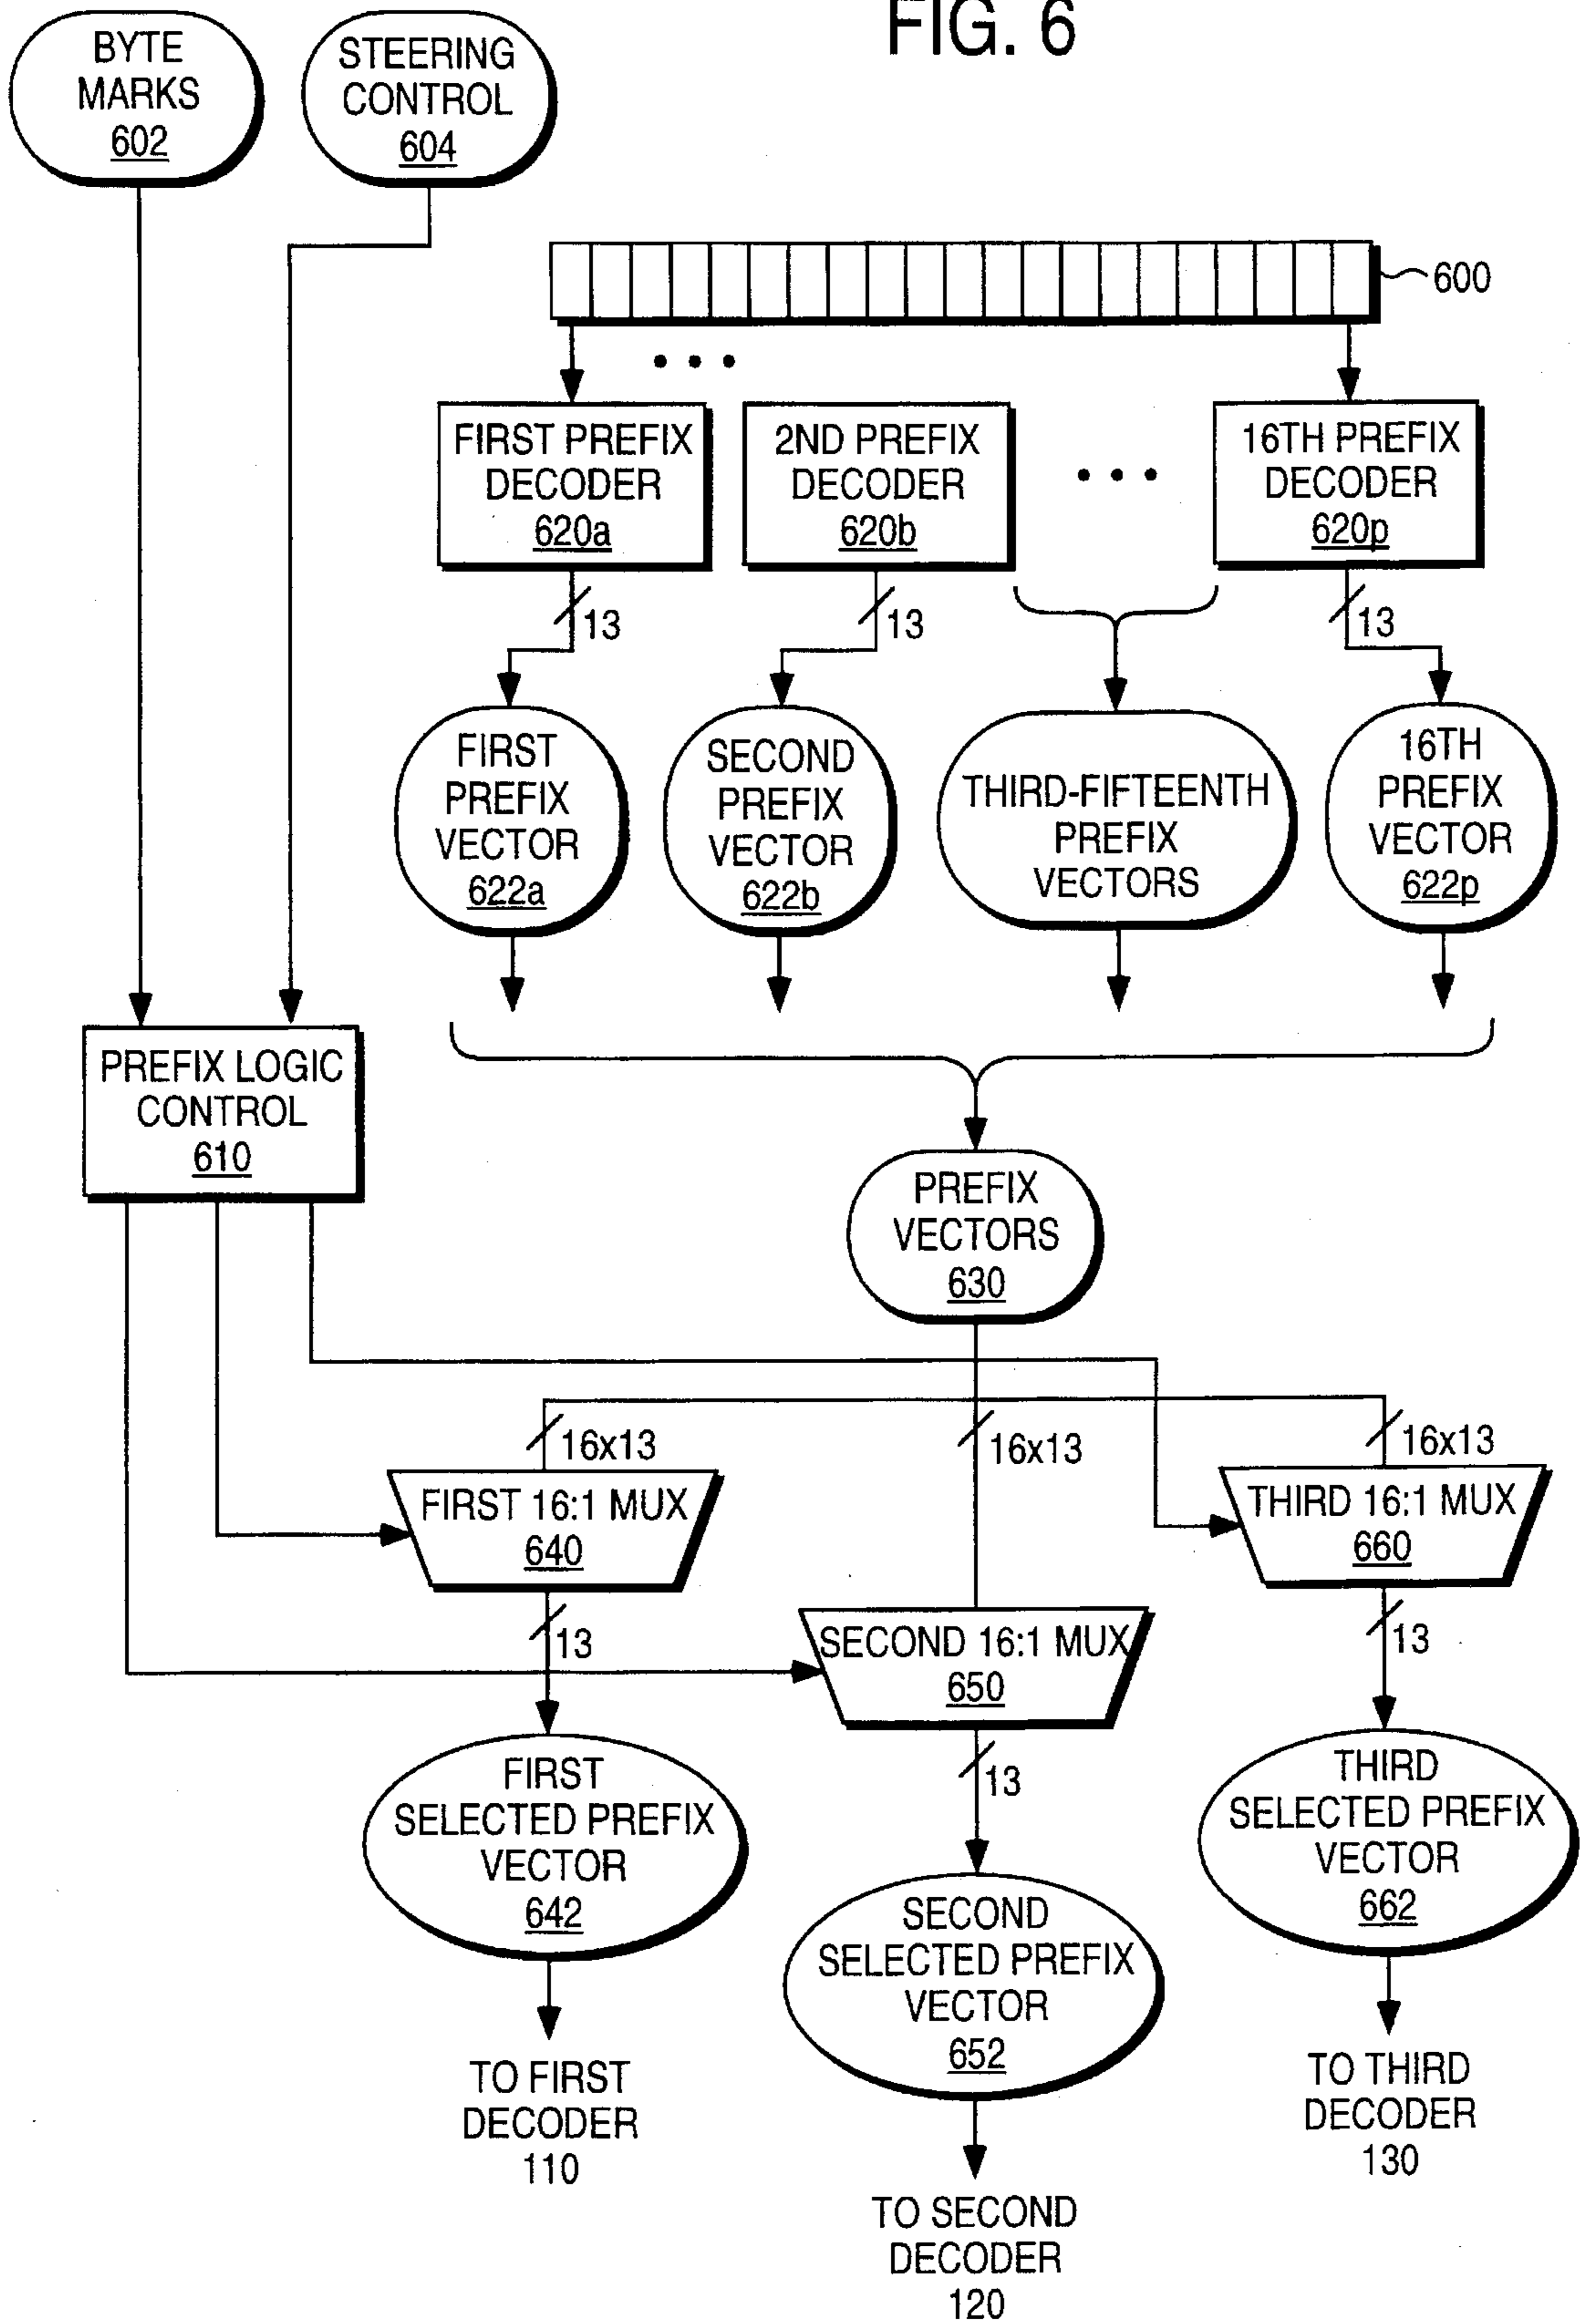 FIG. 6
BYTE
MARKS
602
STEERING
CONTROL
604
600
FIRST PREFIX
DECODER
620a
2ND PREFIX
DECODER
620b
16TH PREFIX
DECODER
620p
13
13
13
FIRST
PREFIX
VECTOR
622a
SECOND
PREFIX
VECTOR
622b
THIRD-FIFTEENTH
PREFIX
VECTORS
16TH
PREFIX
VECTOR
622p
PREFIX LOGIC
CONTROL
610
PREFIX
VECTORS
630
16x13
16x13
16x13
FIRST 16:1 MUX
640
THIRD 16:1 MUX
660
13
SECOND 16:1 MUX
650
13
13
FIRST
SELECTED PREFIX
VECTOR
642
SECOND
SELECTED PREFIX
VECTOR
652
THIRD
SELECTED PREFIX
VECTOR
662
TO FIRST
DECODER
110
TO SECOND
DECODER
120
TO THIRD
DECODER
130